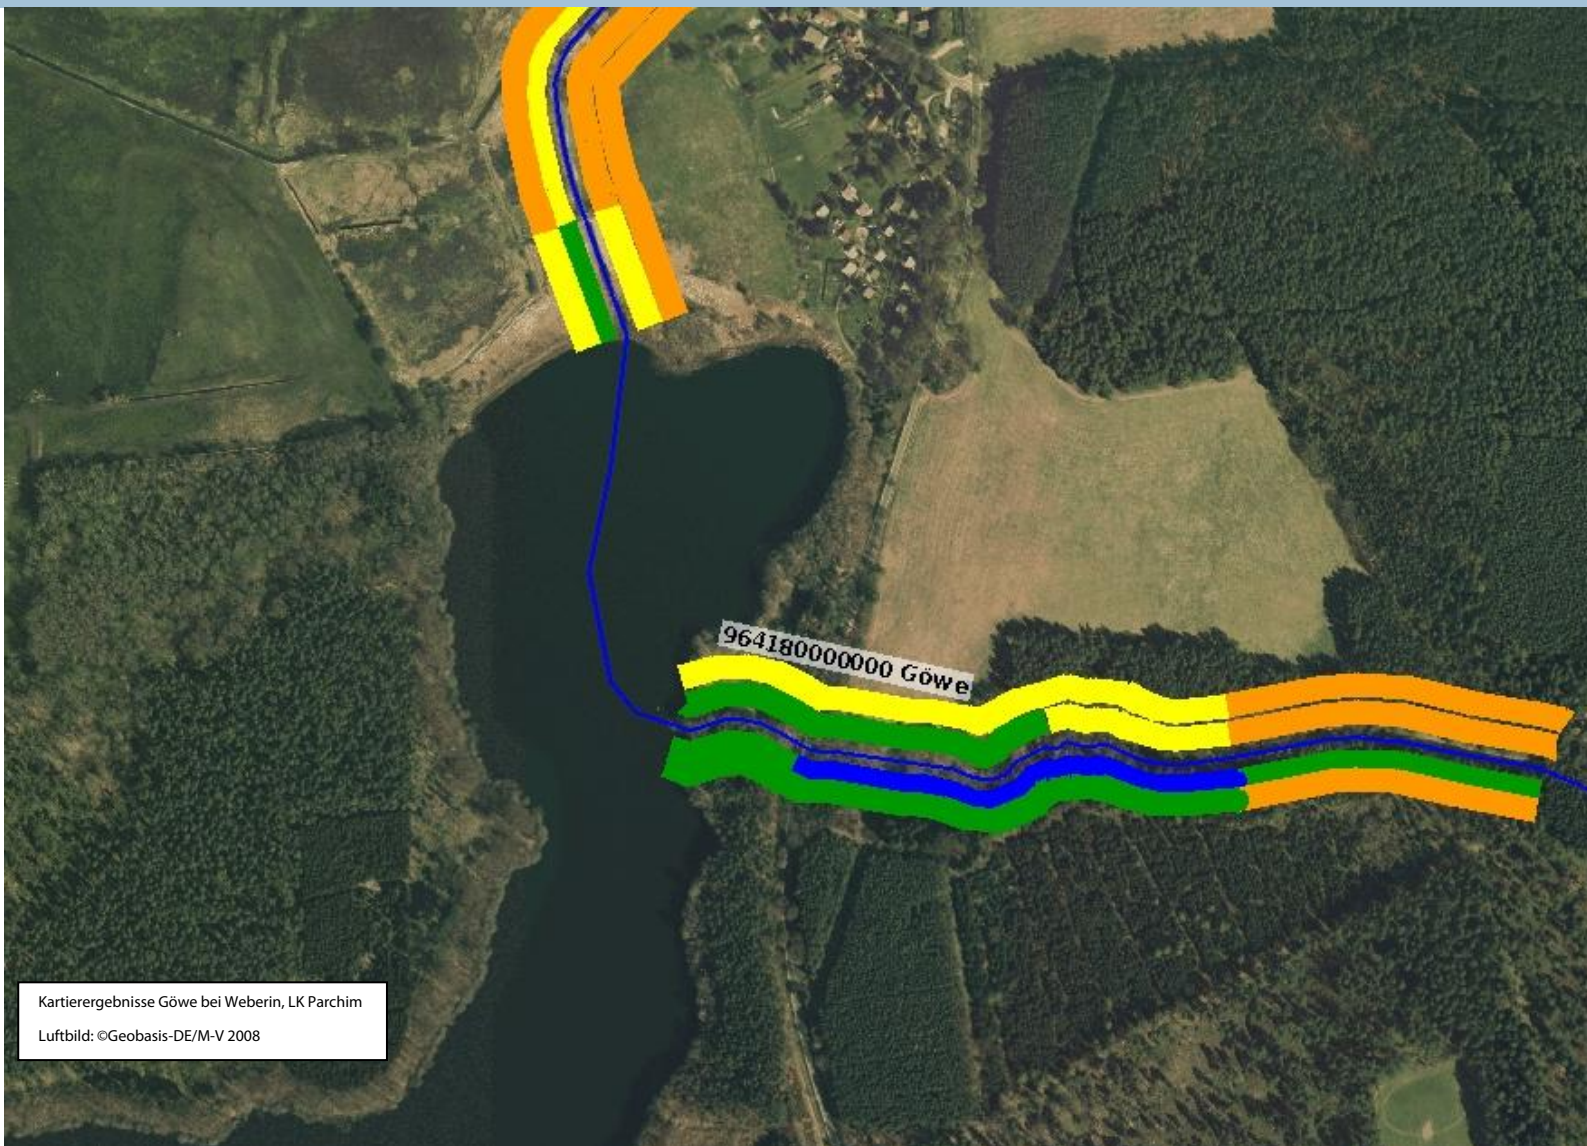 964180000000 Göwe
Kartierergebnisse Göwe bei Weberin, LK Parchim
Luftbild: ©Geobasis-DE/M-V 2008